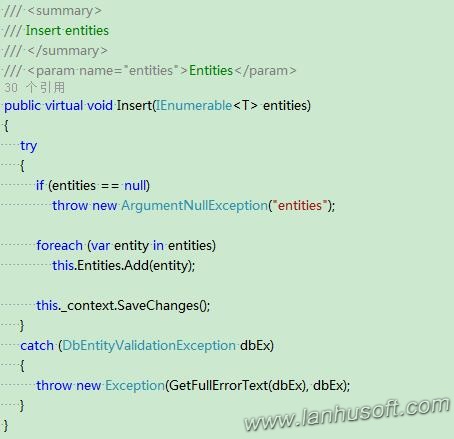 /// <summary>
/// Insert entities
/// </summary>
/// <param name="entities">Entities</param>
30 个引用
public virtual void Insert(IEnumerable<T> entities)
{
    try
    {
        if (entities == null)
            throw new ArgumentNullException("entities");

        foreach (var entity in entities)
            this.Entities.Add(entity);

        this._context.SaveChanges();
    }
    catch (DbEntityValidationException dbEx)
    {
        throw new Exception(GetFullErrorText(dbEx), dbEx);
    }
}
www.lanhusoft.com